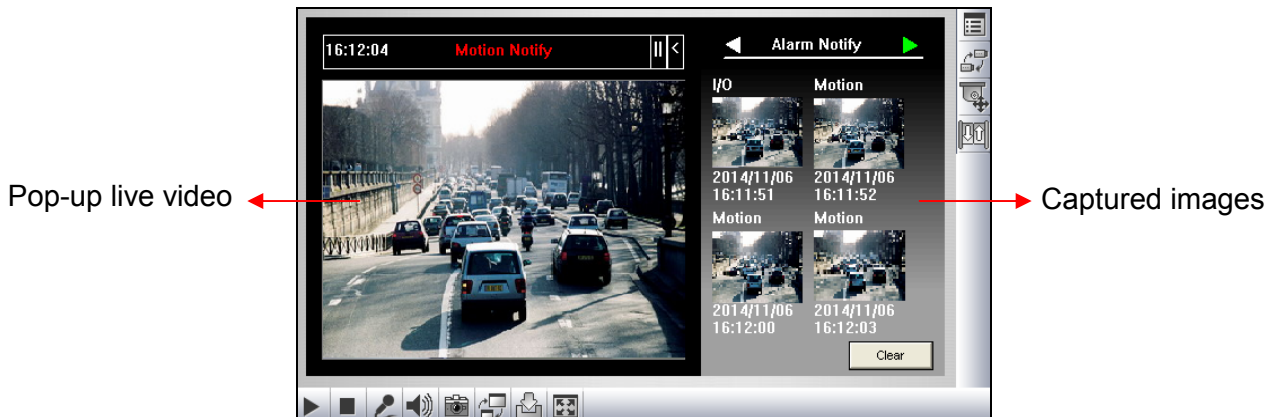 16:12:04 Motion Notify
Alarm Notify
I/O Motion
2014/11/06 2014/11/06
16:11:51 16:11:52
Motion Motion
2014/11/06 2014/11/06
16:12:00 16:12:03
Clear
Pop-up live video
Captured images